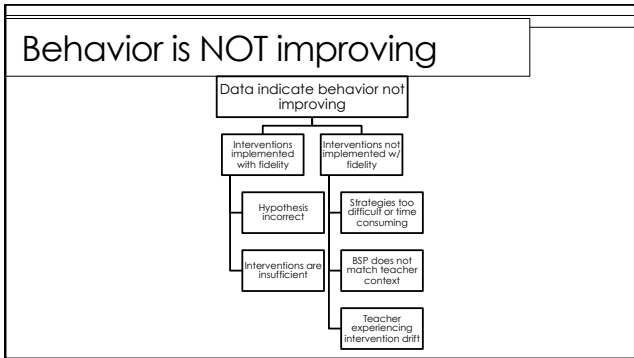 Behavior is NOT improving
Data indicate behavior not
improving
Interventions
implemented
with fidelity
Hypothesis
incorrect
Interventions are
insufficient
Interventions not
implemented w/
fidelity
Strategies too
difficult or time
consuming
BSP does not
match teacher
context
Teacher
experiencing
intervention drift